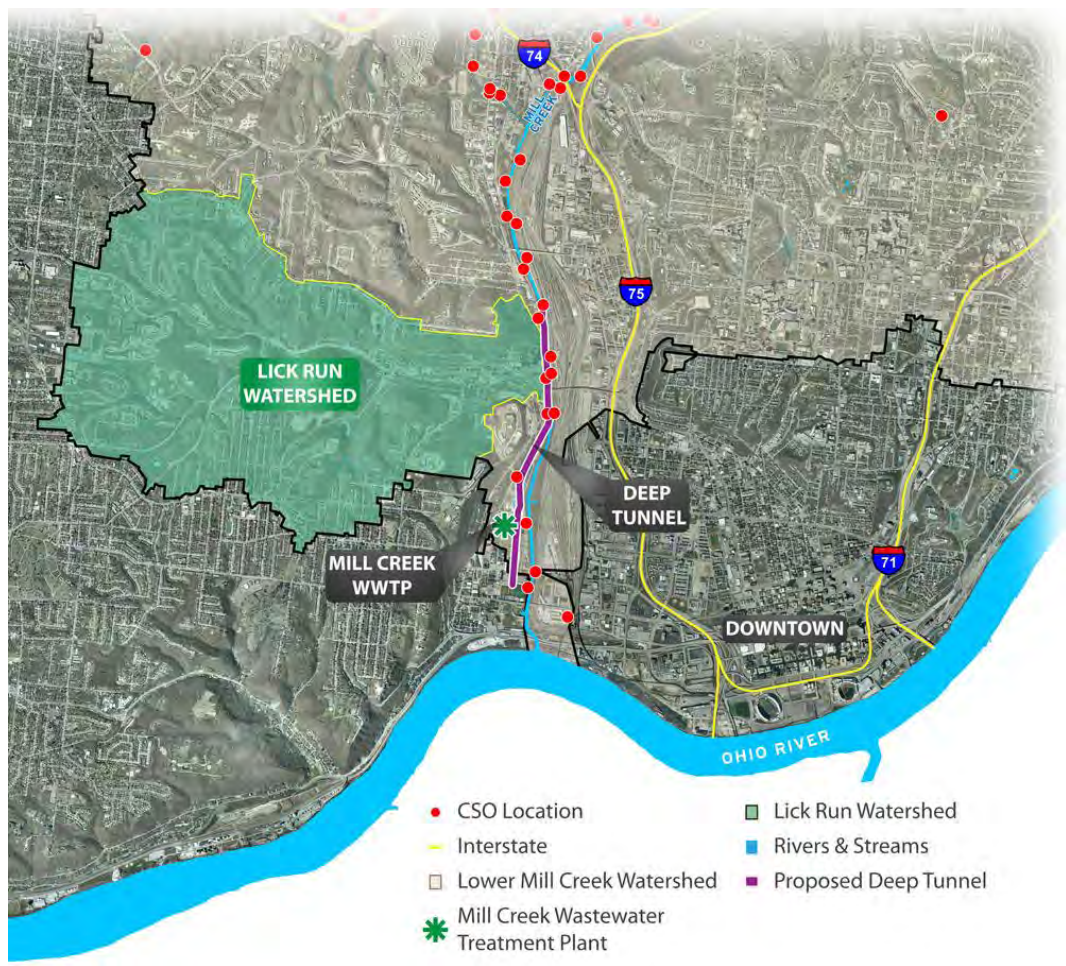 74
MILL
CREEK
75
LICK RUN
WATERSHED
DEEP
TUNNEL
MILL CREEK
WWTP
71
DOWNTOWN
OHIO RIVER
CSO Location
Interstate
Lower Mill Creek Watershed
Mill Creek Wastewater
Treatment Plant
Lick Run Watershed
Rivers & Streams
Proposed Deep Tunnel